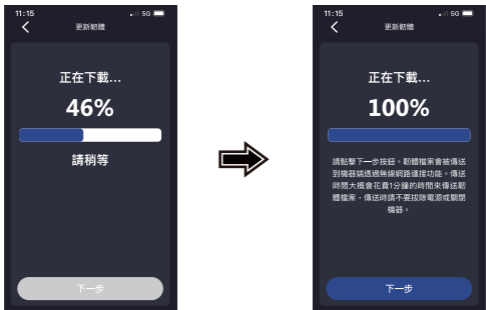 11:15
5G
更新韌體
正在下載...
46%
請稍等
下一步
11:15
5G
更新韌體
正在下載...
100%
請點擊下一步按鈕。韌體檔案會被傳送
到機器端透過無線網路連接功能。傳送
時間大概會花費1分鐘的時間來傳送韌
體檔案，傳送時請不要拔除電源或關閉
機器。
下一步